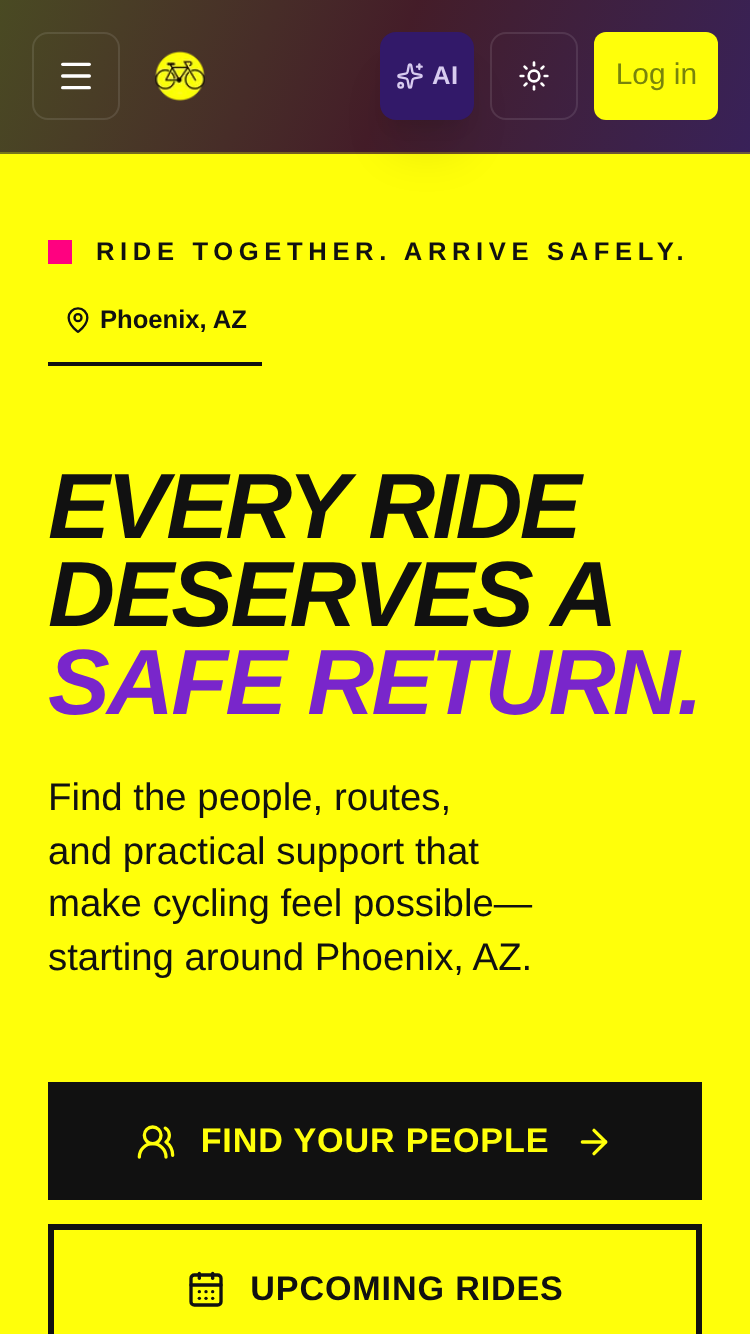 AI
Log in
RIDE TOGETHER. ARRIVE SAFELY.
Phoenix, AZ
EVERY RIDE
DESERVES A
SAFE RETURN.
Find the people, routes,
and practical support that
make cycling feel possible—
starting around Phoenix, AZ.
FIND YOUR PEOPLE
UPCOMING RIDES